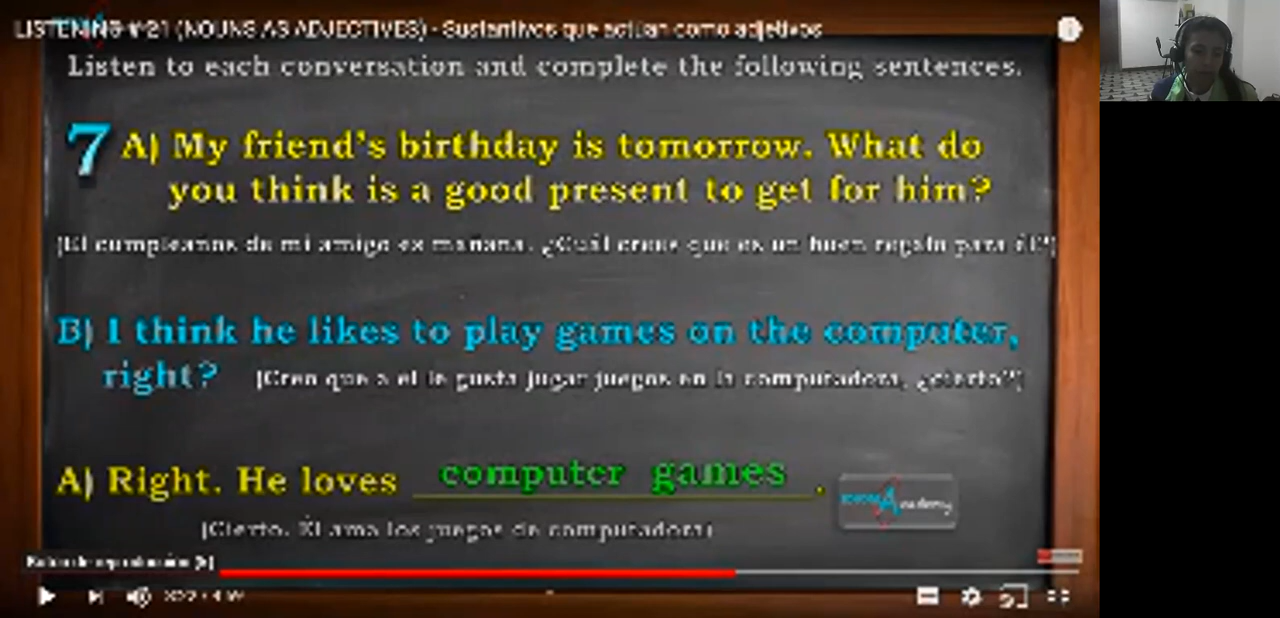 LISTENING # 21 (NOUNS AS ADJECTIVES) - Sustantivos que actúan como adjetivos
Listen to each conversation and complete the following sentences.
7 A) My friend's birthday is tomorrow. What do
you think is a good present to get for him?
(El cumpleaños de mi amigo es mañana. ¿Cuál crees que es un buen regalo para él?)
B) I think he likes to play games on the computer,
right? (Creo que a él le gusta jugar juegos en la computadora, ¿cierto?)
A) Right. He loves computer games.
(Cierto. Él ama los juegos de computadora)
Academy